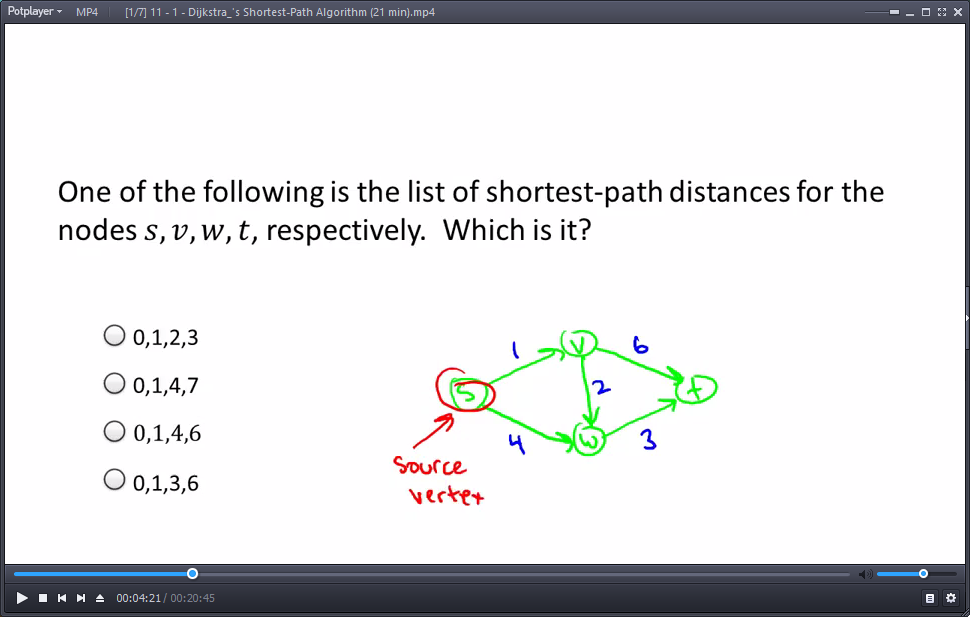 Potplayer MP4 [1/7] 11 - 1 - Dijkstra_'s Shortest-Path Algorithm (21 min).mp4
One of the following is the list of shortest-path distances for the
nodes s, v, w, t, respectively. Which is it?
0,1,2,3
0,1,4,7
0,1,4,6
0,1,3,6
1
v
6
s
2
t
4
w
3
source
vertex
00:04:21 / 00:20:45